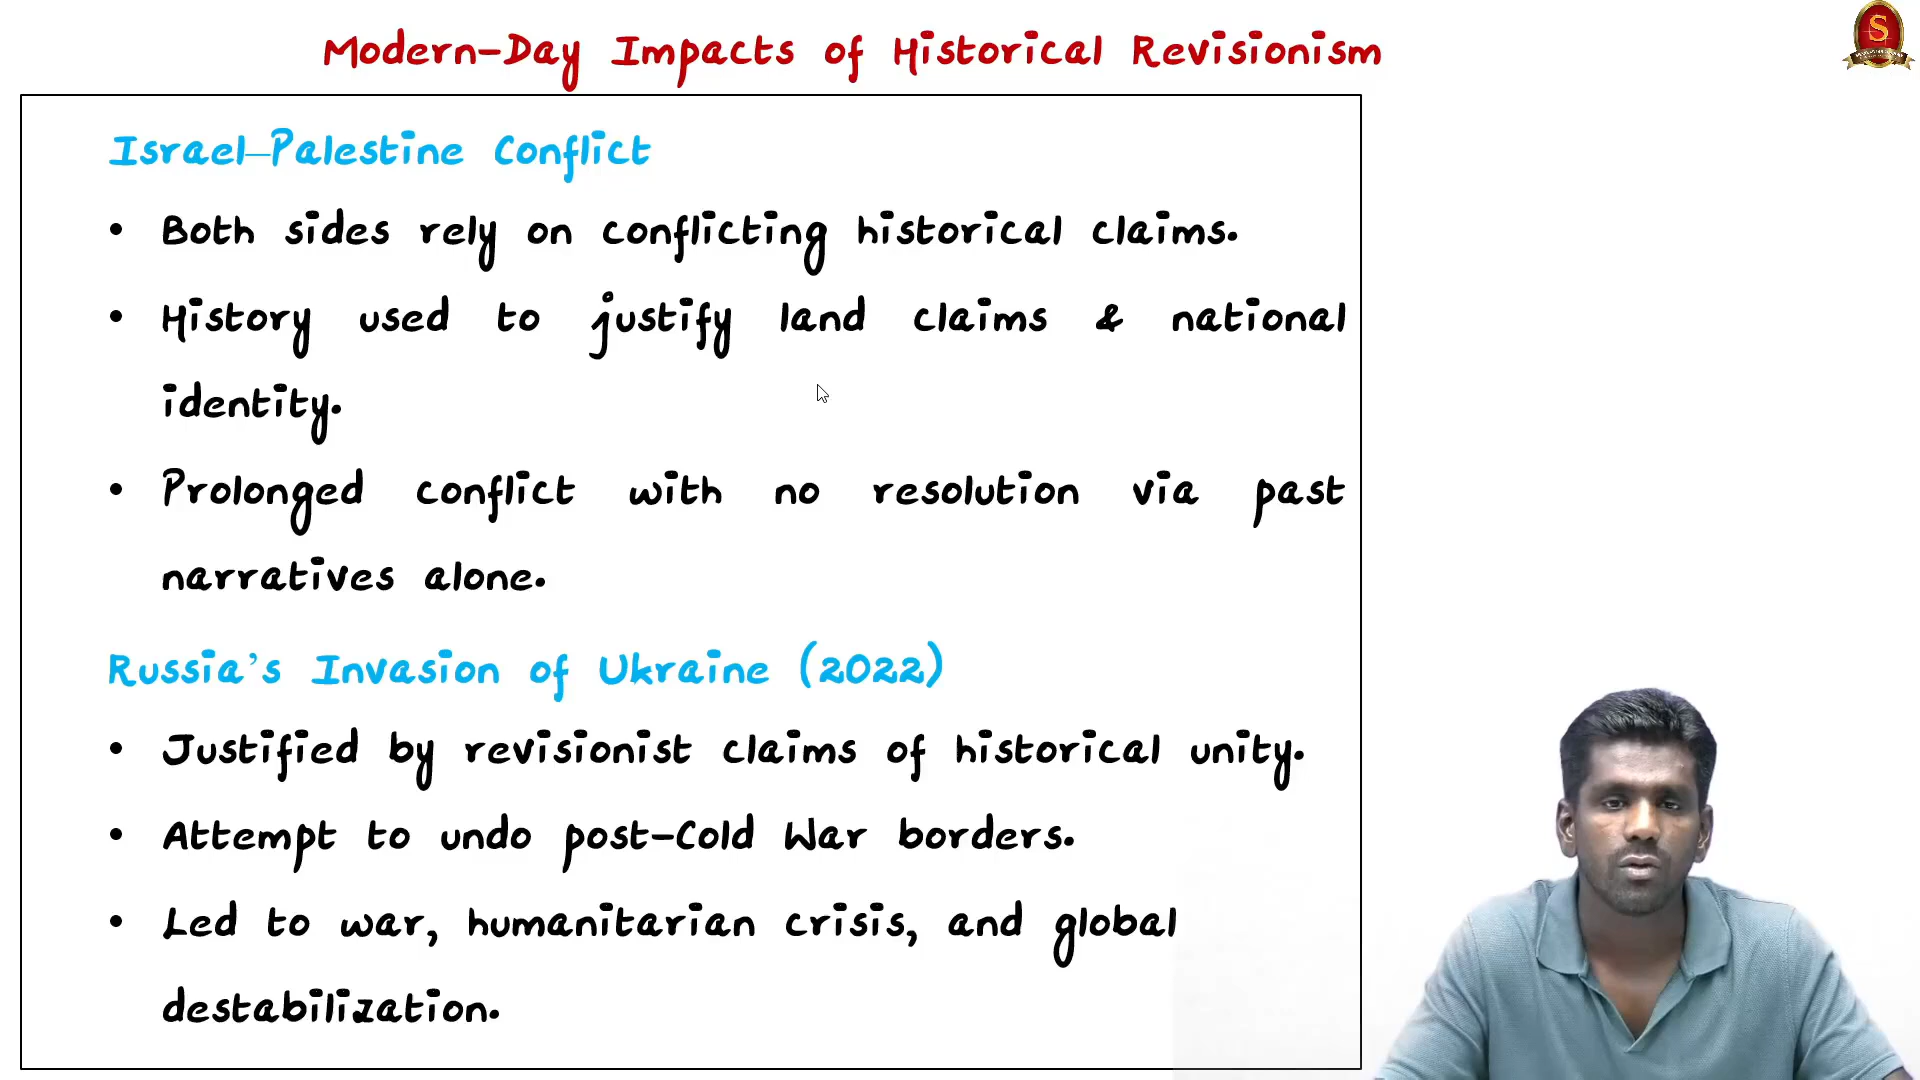 Modern-Day Impacts of Historical Revisionism
S
Israel–Palestine Conflict
• Both sides rely on conflicting historical claims.
• History used to justify land claims & national
identity.
• Prolonged conflict with no resolution via past
narratives alone.
Russia's Invasion of Ukraine (2022)
• Justified by revisionist claims of historical unity.
• Attempt to undo post-Cold War borders.
• Led to war, humanitarian crisis, and global
destabilization.